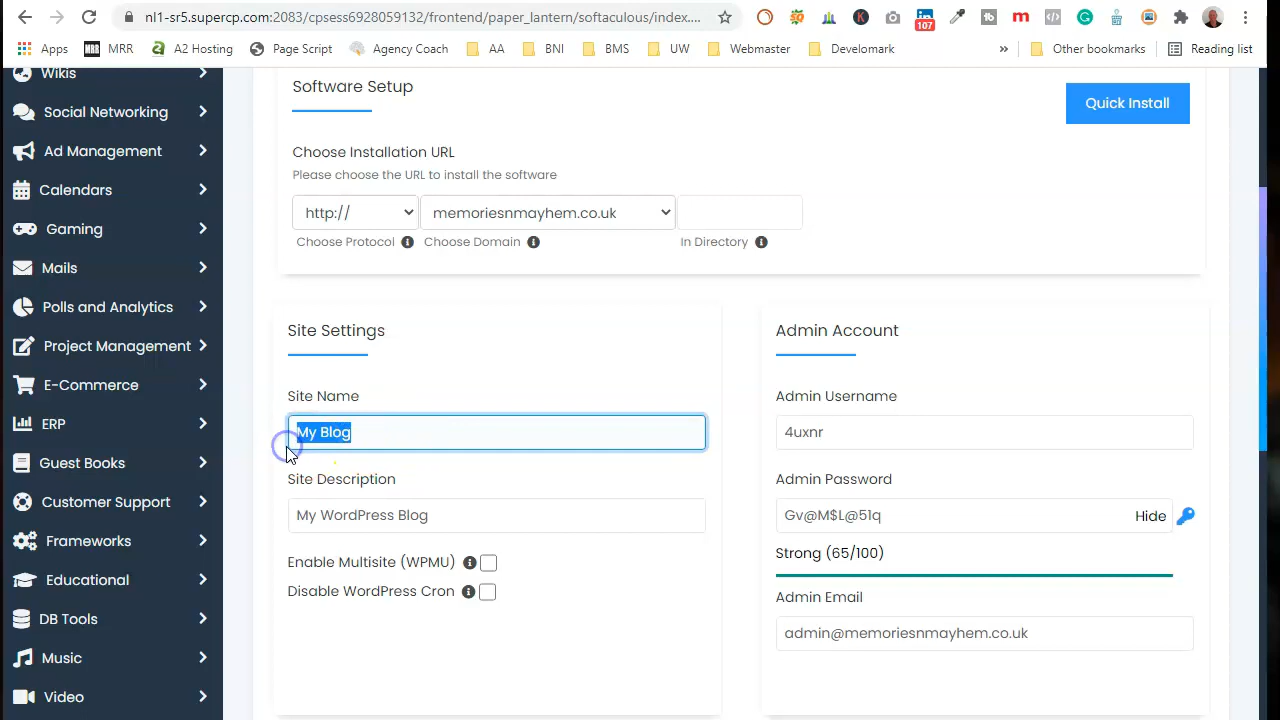 nl1-sr5.supercp.com:2083/cpsess6928099132/frontend/paper_lantern/softaculous/index....
107
Apps
MRR
MRR
A2 Hosting
Page Script
Agency Coach
AA
BNI
BMS
UW
Webmaster
Devedmark
»
Other bookmarks
Reading list
Wikis
Social Networking
Ad Management
Calendars
Gaming
Mails
Polls and Analytics
Project Management
E-Commerce
ERP
Guest Books
Customer Support
Frameworks
Educational
DB Tools
Music
Video
Software Setup
Quick Install
Choose Installation URL
Please choose the URL to install the software
http://
memoriesnmayhem.co.uk
Choose Protocol
Choose Domain
In Directory
Site Settings
Site Name
My Blog
Site Description
My WordPress Blog
Enable Multisite (WPMU)
Disable WordPress Cron
Admin Account
Admin Username
4uxnr
Admin Password
Gv@M$L@51q
Hide
Strong (65/100)
Admin Email
admin@memoriesnmayhem.co.uk